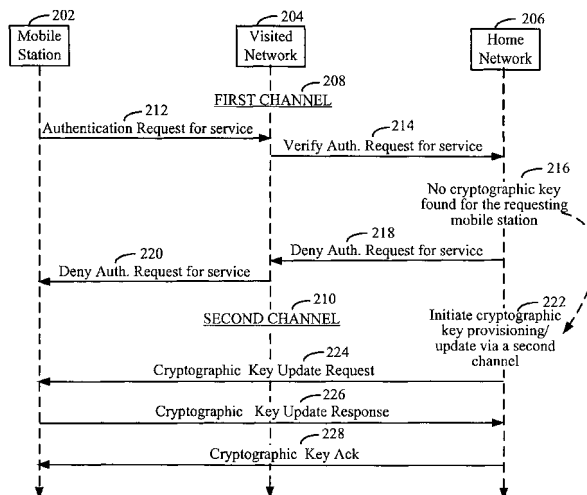 202
204
206
Mobile
Station
Visited
Network
Home
Network
208
FIRST CHANNEL
212
Authentication Request for service
214
Verify Auth. Request for service
216
No cryptographic key
found for the requesting
mobile station
218
Deny Auth. Request for service
220
Deny Auth. Request for service
210
SECOND CHANNEL
222
Initiate cryptographic
key provisioning/
update via a second
channel
224
Cryptographic Key Update Request
226
Cryptographic Key Update Response
228
Cryptographic Key Ack